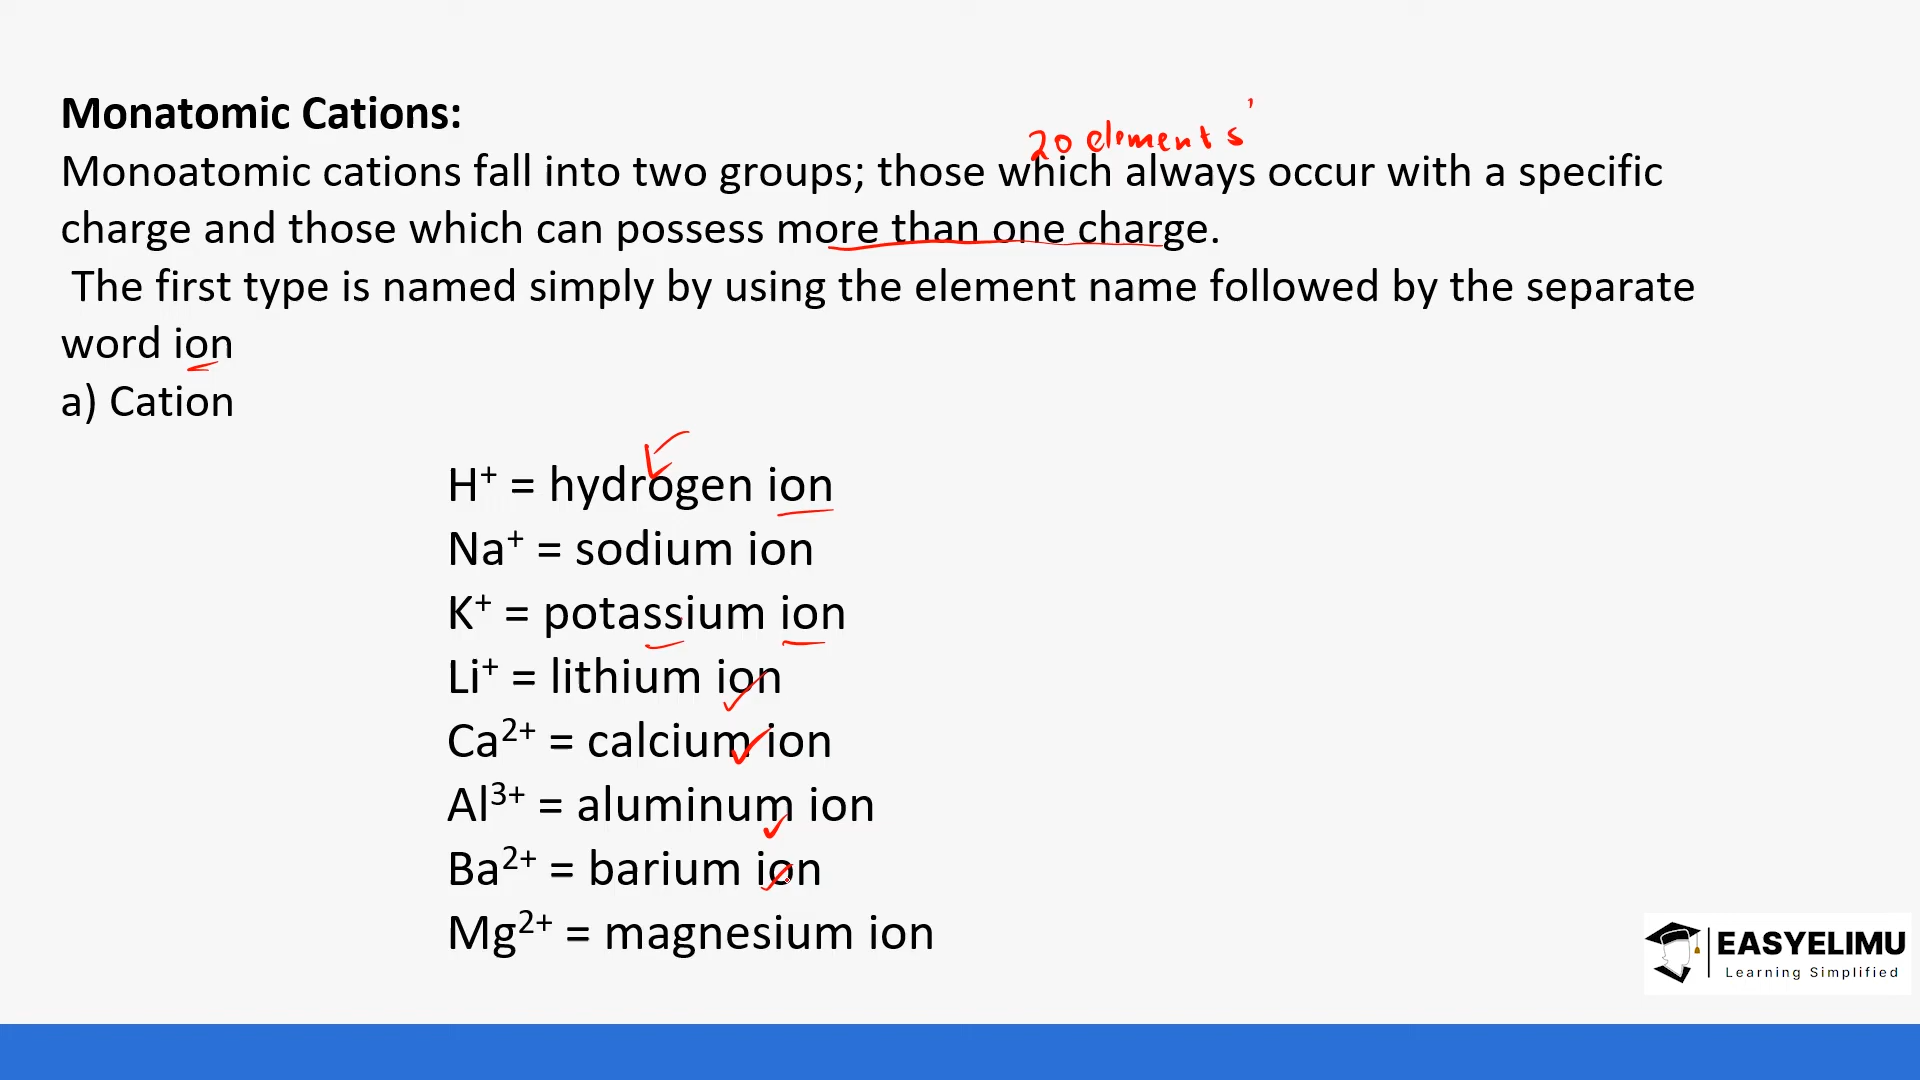 Monatomic Cations:
20 elements
Monoatomic cations fall into two groups; those which always occur with a specific
charge and those which can possess more than one charge.
The first type is named simply by using the element name followed by the separate
word ion
a) Cation
H⁺ = hydrogen ion
Na⁺ = sodium ion
K⁺ = potassium ion
Li⁺ = lithium ion
Ca²⁺ = calcium ion
Al³⁺ = aluminum ion
Ba²⁺ = barium ion
Mg²⁺ = magnesium ion
EASYELIMU
Learning Simplified